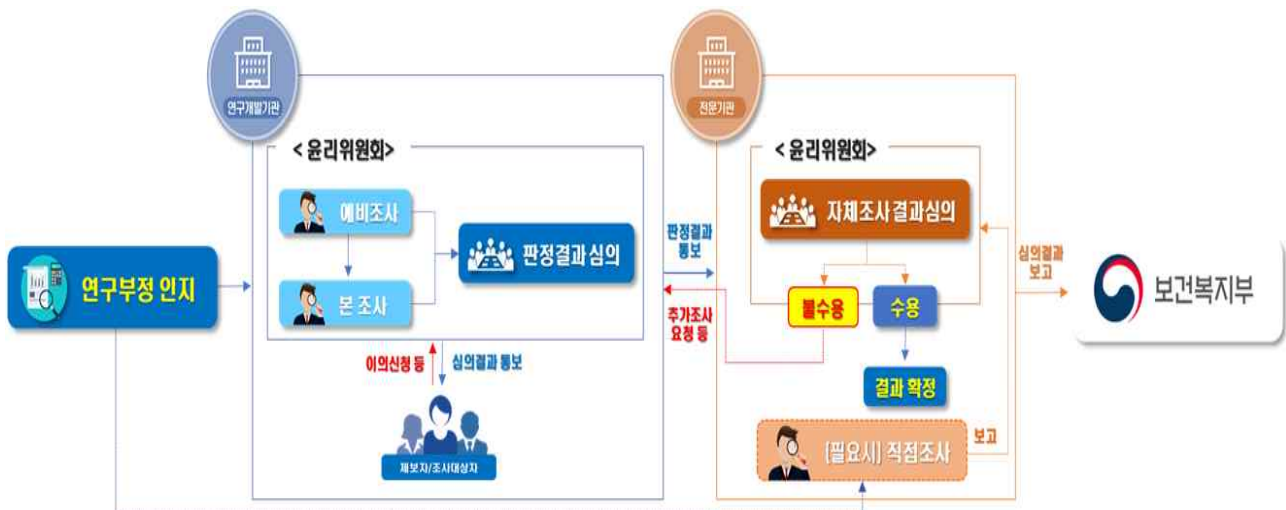 연구개발기관
전문기관
< 윤리위원회>
< 윤리위원회>
예비조사
자체조사 결과심의
판정결과
통보
심의결과
보고
판정결과 심의
연구부정 인지
본 조사
불수용
수용
보건복지부
추가조사
요청 등
이의신청 등
심의결과 통보
결과 확정
제보자/조사대상자
(필요시) 직접조사
보고